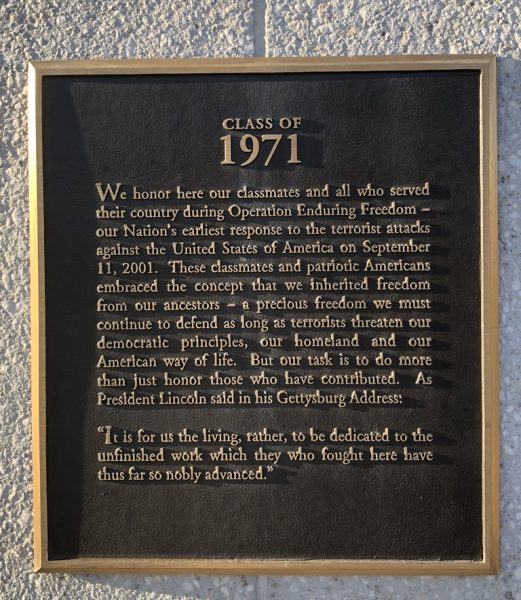 CLASS OF
1971
We honor here our classmates and all who served
their country during Operation Enduring Freedom –
our Nation's earliest response to the terrorist attacks
against the United States of America on September
11, 2001. These classmates and patriotic Americans
embraced the concept that we inherited freedom
from our ancestors – a precious freedom we must
continue to defend as long as terrorists threaten our
democratic principles, our homeland and our
American way of life. But our task is to do more
than just honor those who have contributed. As
President Lincoln said in his Gettysburg Address:
"It is for us the living, rather, to be dedicated to the
unfinished work which they who fought here have
thus far so nobly advanced."